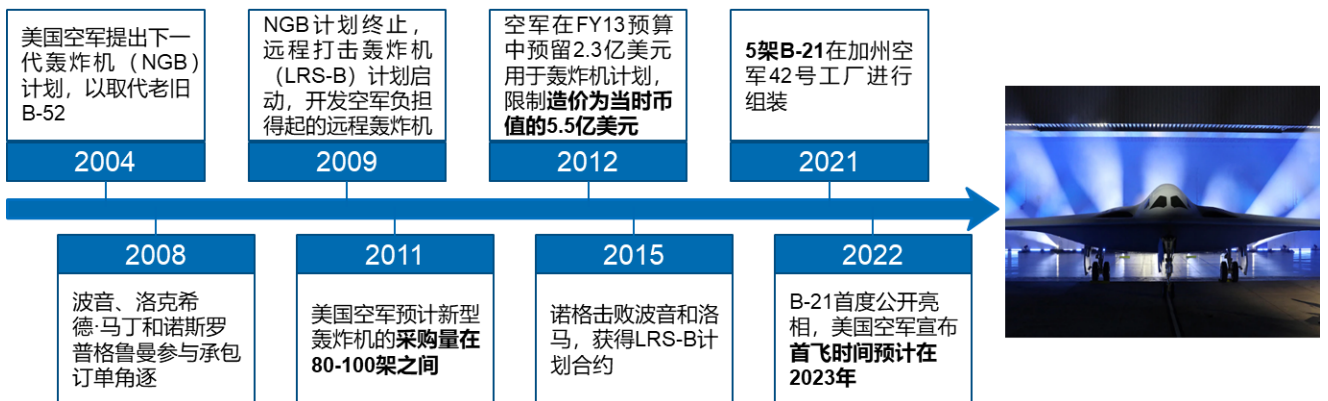 美国空军提出下一
代轰炸机（NGB）
计划，以取代老旧
B-52
2004
NGB计划终止，
远程打击轰炸机
（LRS-B）计划启
动，开发空军负担
得起的远程轰炸机
2009
空军在FY13预算
中预留2.3亿美元
用于轰炸机计划，
限制造价为当时币
值的5.5亿美元
2012
5架B-21在加州空
军42号工厂进行
组装
2021
2008
波音、洛克希
德·马丁和诺斯罗
普格鲁曼参与承包
订单角逐
2011
美国空军预计新型
轰炸机的采购量在
80-100架之间
2015
诺格击败波音和洛
马，获得LRS-B计
划合约
2022
B-21首度公开亮
相，美国空军宣布
首飞时间预计在
2023年